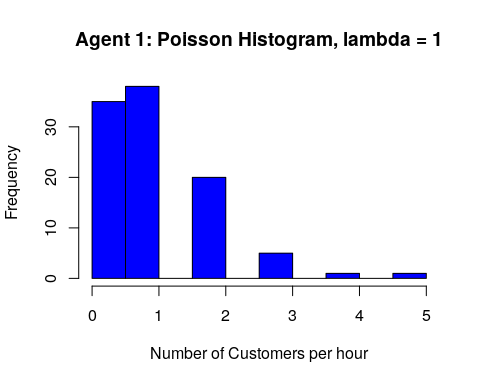 Agent 1: Poisson Histogram, lambda = 1
Frequency
30
20
10
0
0 1 2 3 4 5
Number of Customers per hour